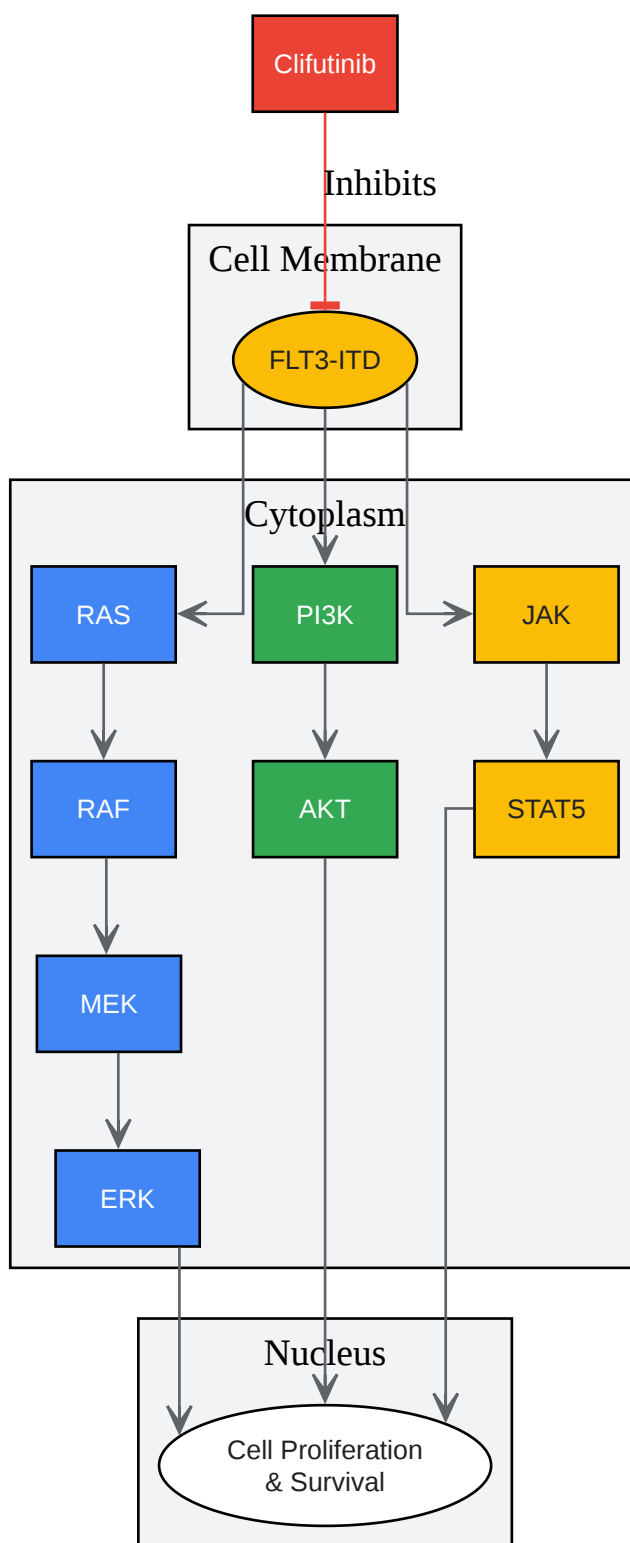 Clifutinib
Inhibits
Cell Membrane
FLT3-ITD
Cytoplasm
RAS
PI3K
JAK
RAF
AKT
STAT5
MEK
ERK
Nucleus
Cell Proliferation
& Survival